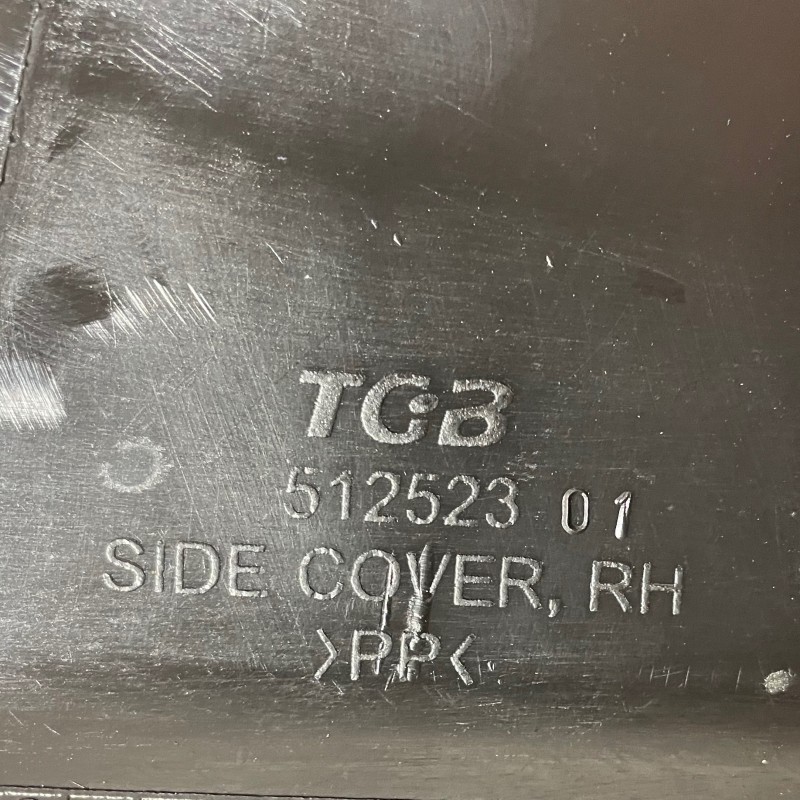 TGB
512523 01
SIDE COVER, RH
>PP<